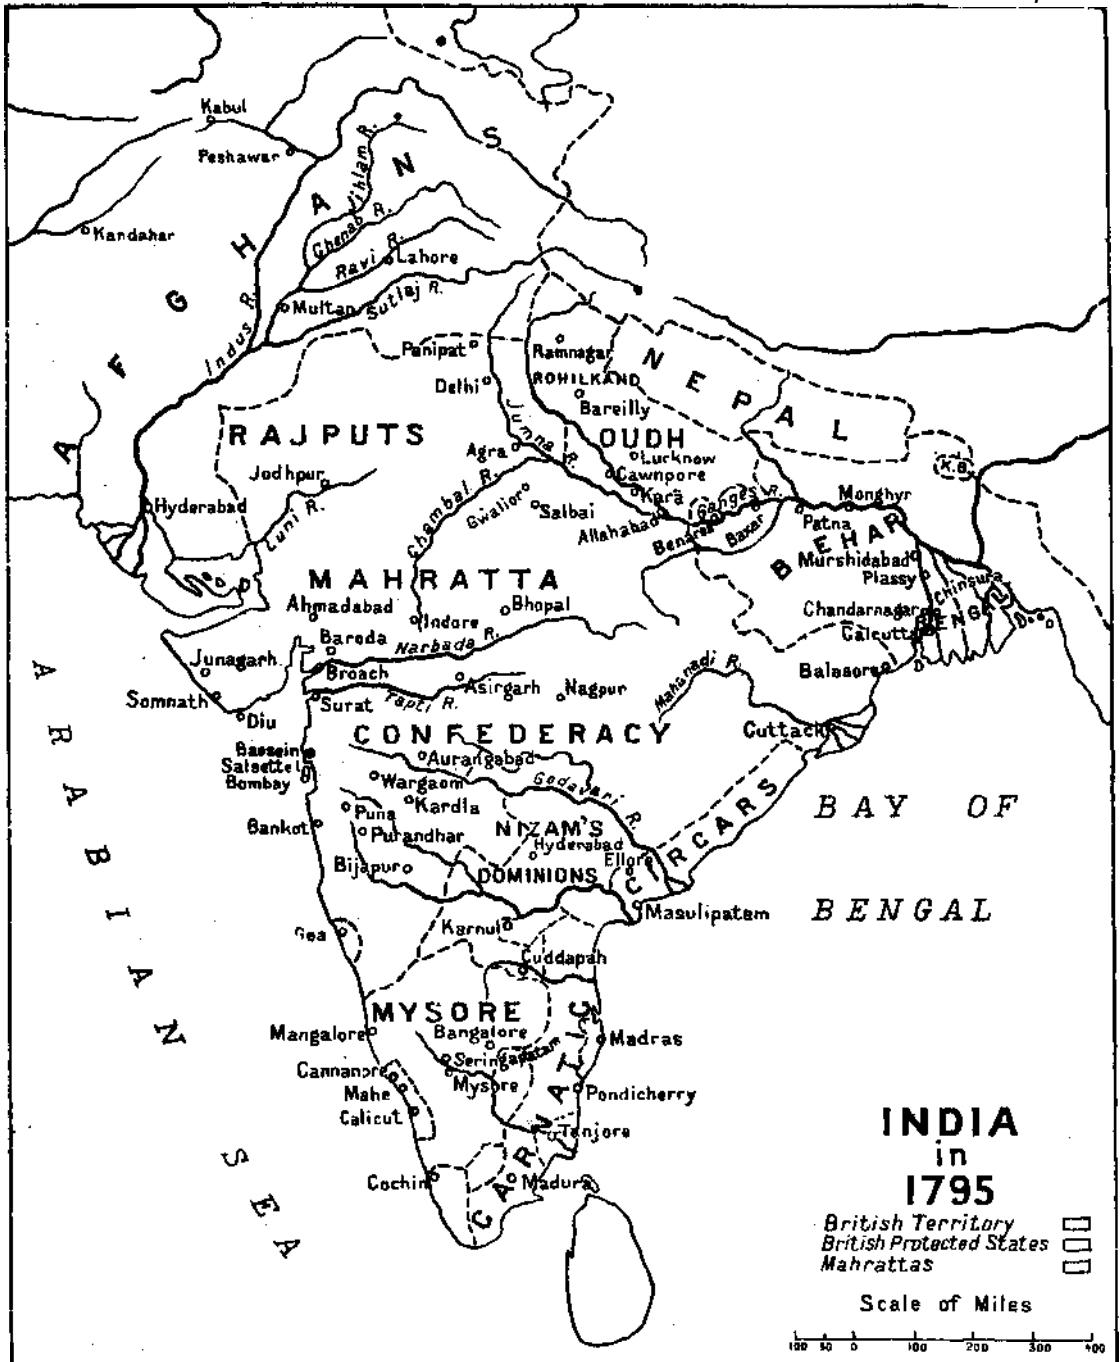 Kabul
Peshawar
Kandahar
AFGHANS
Jihlam R.
Chenab R.
Ravi R.
Lahore
Multan
Sutlaj R.
Indus R.
Panipat
Delhi
Ramnagar
ROHILKAND
Bareilly
NEPAL
RAJPUTS
OUDH
Jumna R.
Agra
Lucknow
Cawnpore
Kara
K.B.
Jodhpur
Luni R.
Hyderabad
Chambal R.
Gwalior
Salbai
Allahabad
Benares
Ganges R.
Baxar
Patna
Monghyr
BEHAR
Murshidabad
Plassy
Chinsura
Chandarnagar
BENGAL
Calcutta
Balasore
MAHRATTA
Ahmadabad
Indore
Bhopal
Baroda
Narbada R.
Junagarh
Broach
Somnath
Surat
Tapti R.
Asirgarh
Nagpur
Mahanadi R.
Diu
CONFEDERACY
Cuttack
Bassein
Salsette I.
Bombay
Aurangabad
Wargaom
Kardla
Godavari R.
Puna
Purandhar
Bankot
Bijapur
NIZAM'S
Hyderabad
DOMINIONS
Ellore
CIRCARS
BAY OF
BENGAL
Masulipatam
Karnul
Goa
Cuddapah
ARABIAN SEA
MYSORE
Mangalore
Bangalore
Seringapatam
Mysore
Madras
Cannanore
Mahe
Calicut
Pondicherry
CARNATIC
Tanjore
Cochin
Madura
INDIA
in
1795
British Territory
British Protected States
Mahrattas
Scale of Miles
100 50 0 100 200 300 400